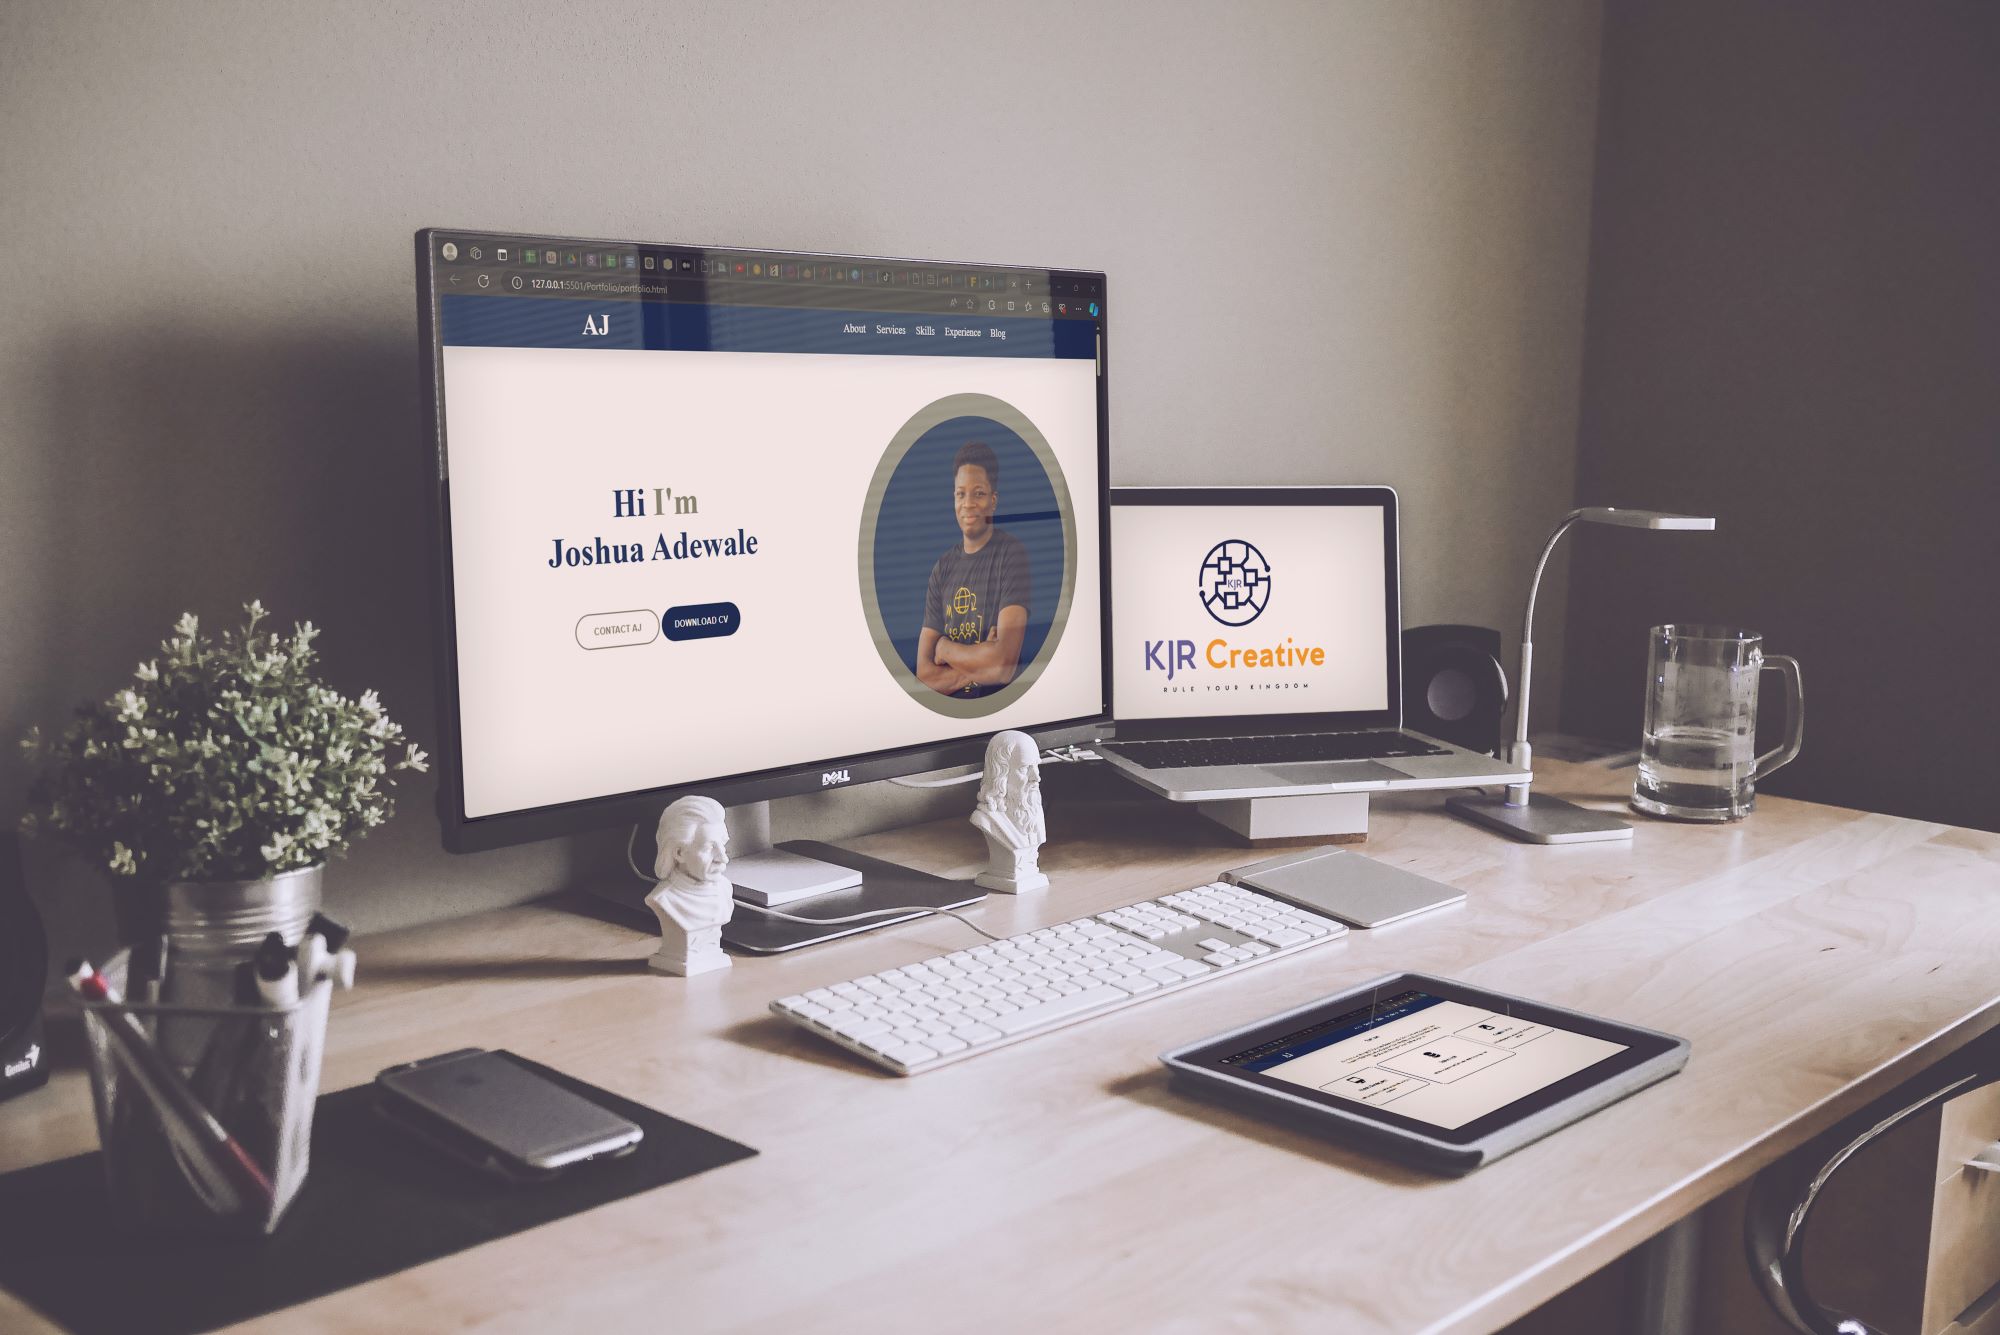 127.0.0.1:5501/Portfolio/portfolio.html
AJ
About Services Skills Experience Blog
Hi I'm
Joshua Adewale
CONTACT AJ
DOWNLOAD CV
DELL
KJR
KJR Creative
RULE YOUR KINGDOM
AJ
Genius